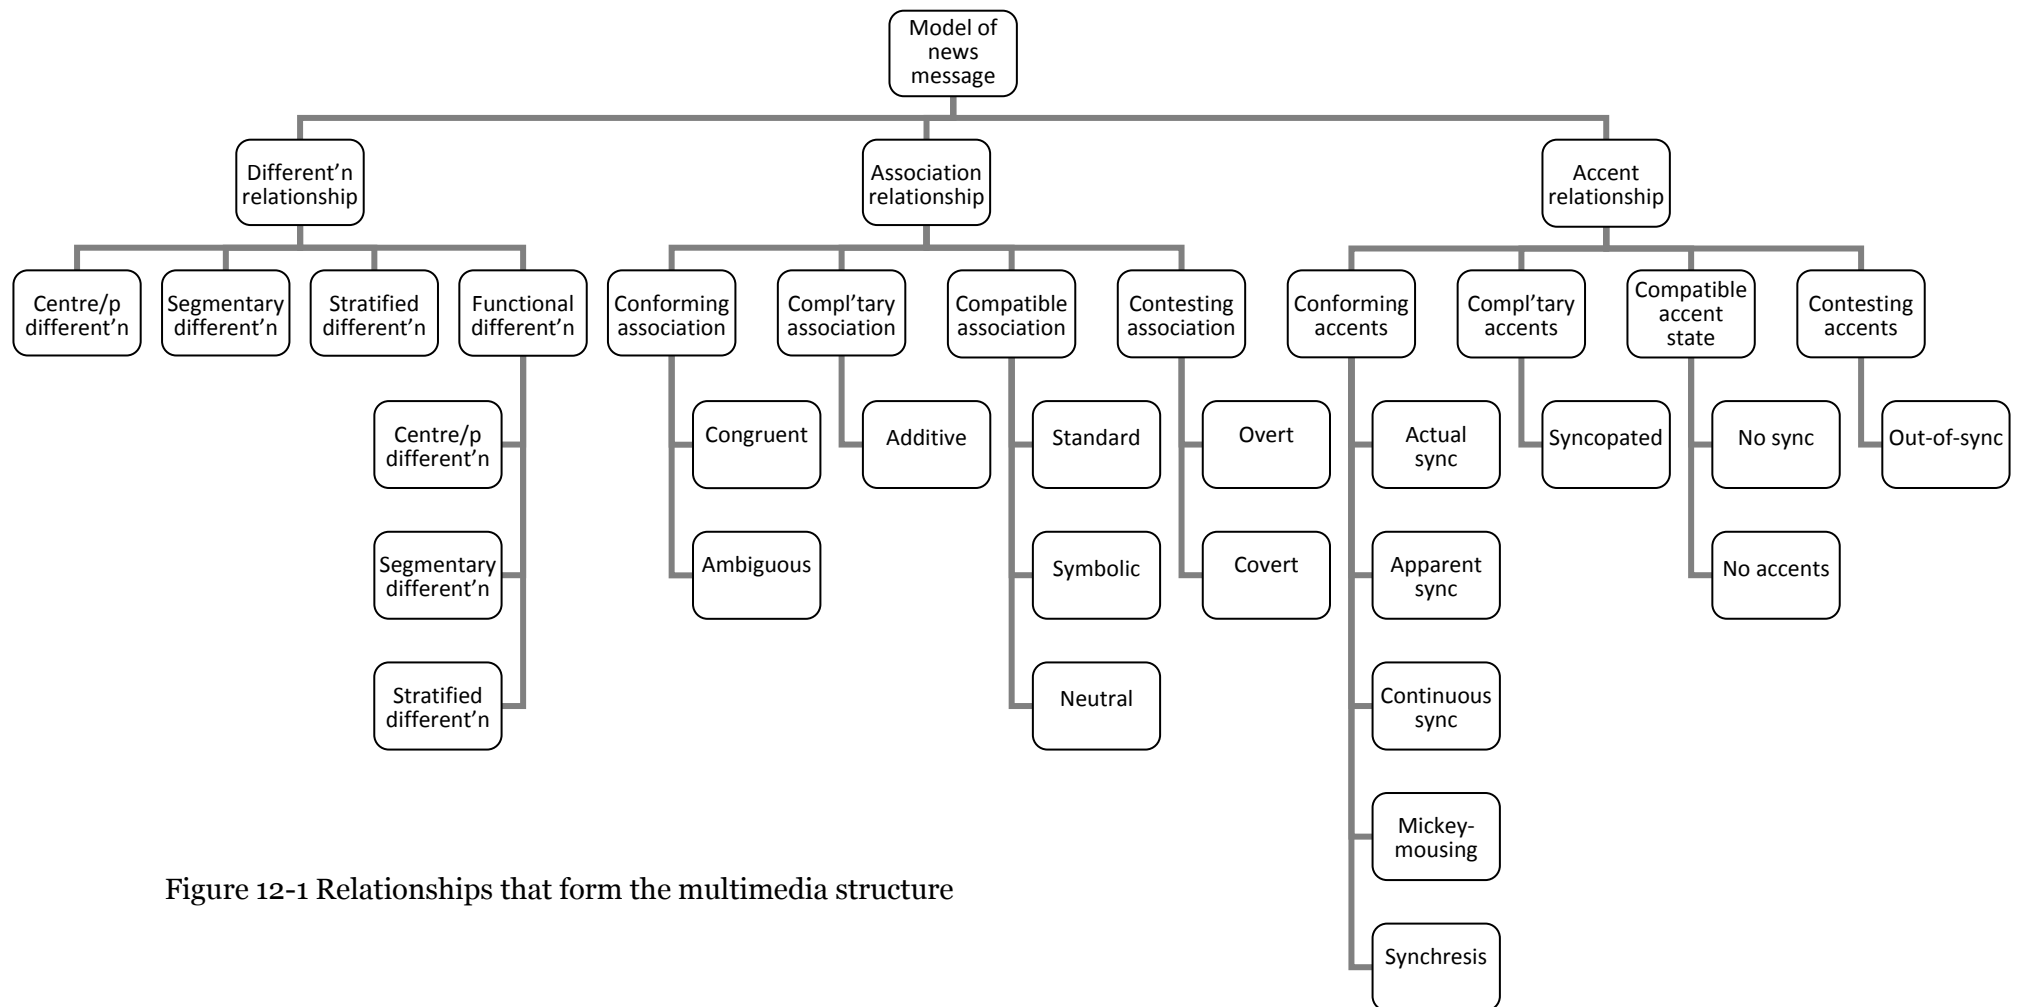 Model of
news
message
Different’n
relationship
Association
relationship
Accent
relationship
Centre/p
different’n
Segmentary
different’n
Stratified
different’n
Functional
different’n
Conforming
association
Compl’tary
association
Compatible
association
Contesting
association
Conforming
accents
Compl’tary
accents
Compatible
accent
state
Contesting
accents
Centre/p
different’n
Congruent
Additive
Standard
Overt
Actual
sync
Syncopated
No sync
Out-of-sync
Segmentary
different’n
Ambiguous
Symbolic
Covert
Apparent
sync
No accents
Stratified
different’n
Neutral
Continuous
sync
Mickey-
mousing
Synchresis
Figure 12-1 Relationships that form the multimedia structure